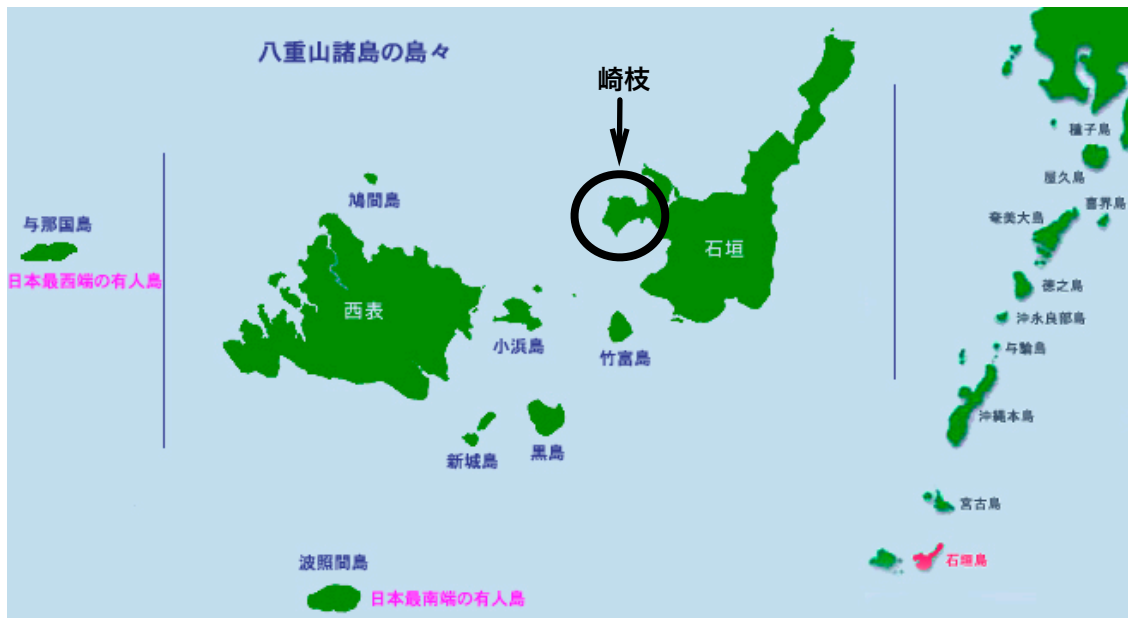 八重山諸島の島々
崎枝
種子島
屋久島
喜界島
奄美大島
鳩間島
与那国島
石垣
日本最西端の有人島
徳之島
西表
沖永良部島
小浜島
竹富島
与論島
沖縄本島
新城島
黒島
宮古島
波照間島
石垣島
日本最南端の有人島